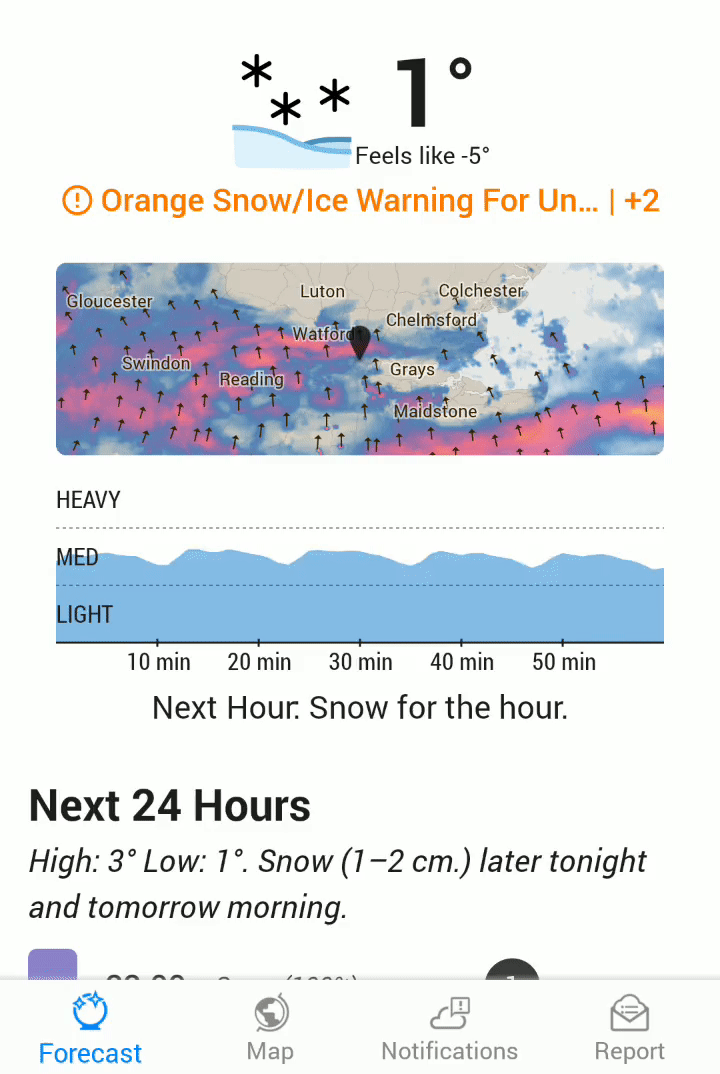 1°
Feels like -5°
Orange Snow/Ice Warning For Un... | +2
Gloucester
Luton
Colchester
Watford
Chelmsford
Swindon
Reading
Grays
Maidstone
HEAVY
MED
LIGHT
10 min 20 min 30 min 40 min 50 min
Next Hour: Snow for the hour.
Next 24 Hours
High: 3° Low: 1°. Snow (1–2 cm.) later tonight
and tomorrow morning.
Forecast Map Notifications Report